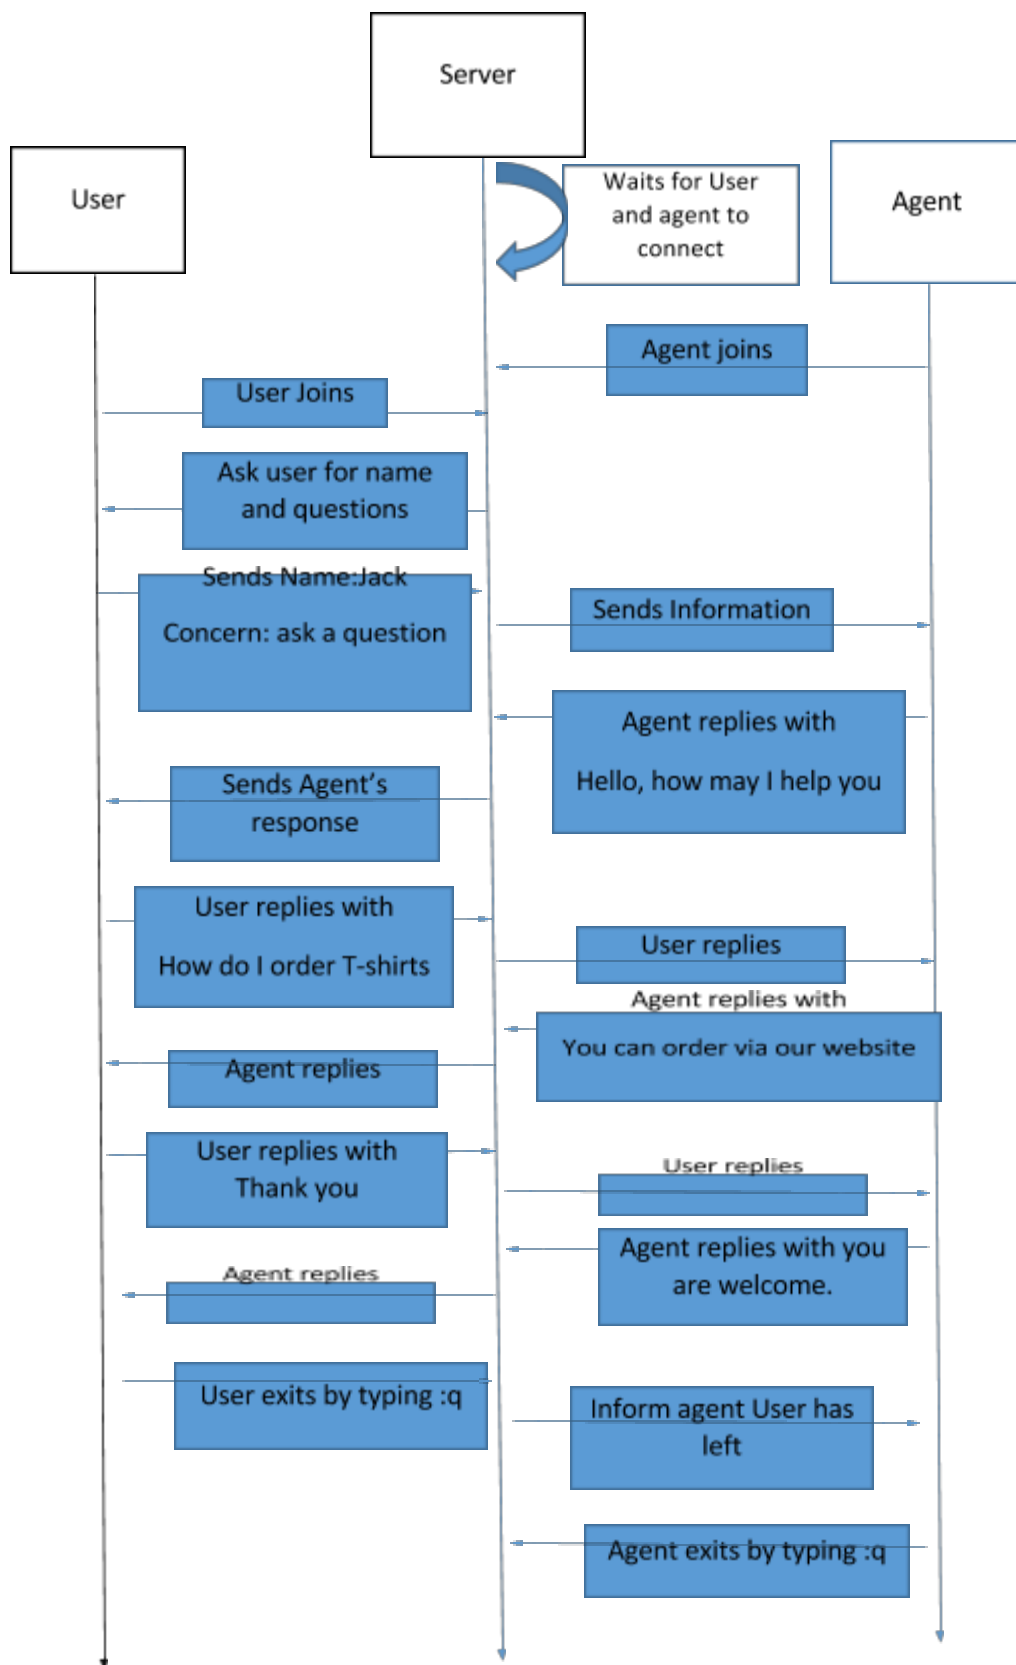 Server
User
Waits for User
and agent to
connect
Agent
Agent joins
User Joins
Ask user for name
and questions
Sends Name:Jack
Concern: ask a question
Sends Information
Agent replies with
Hello, how may I help you
Sends Agent's
response
User replies with
How do I order T-shirts
User replies
Agent replies with
You can order via our website
Agent replies
User replies with
Thank you
User replies
Agent replies with you
are welcome.
Agent replies
User exits by typing :q
Inform agent User has
left
Agent exits by typing :q